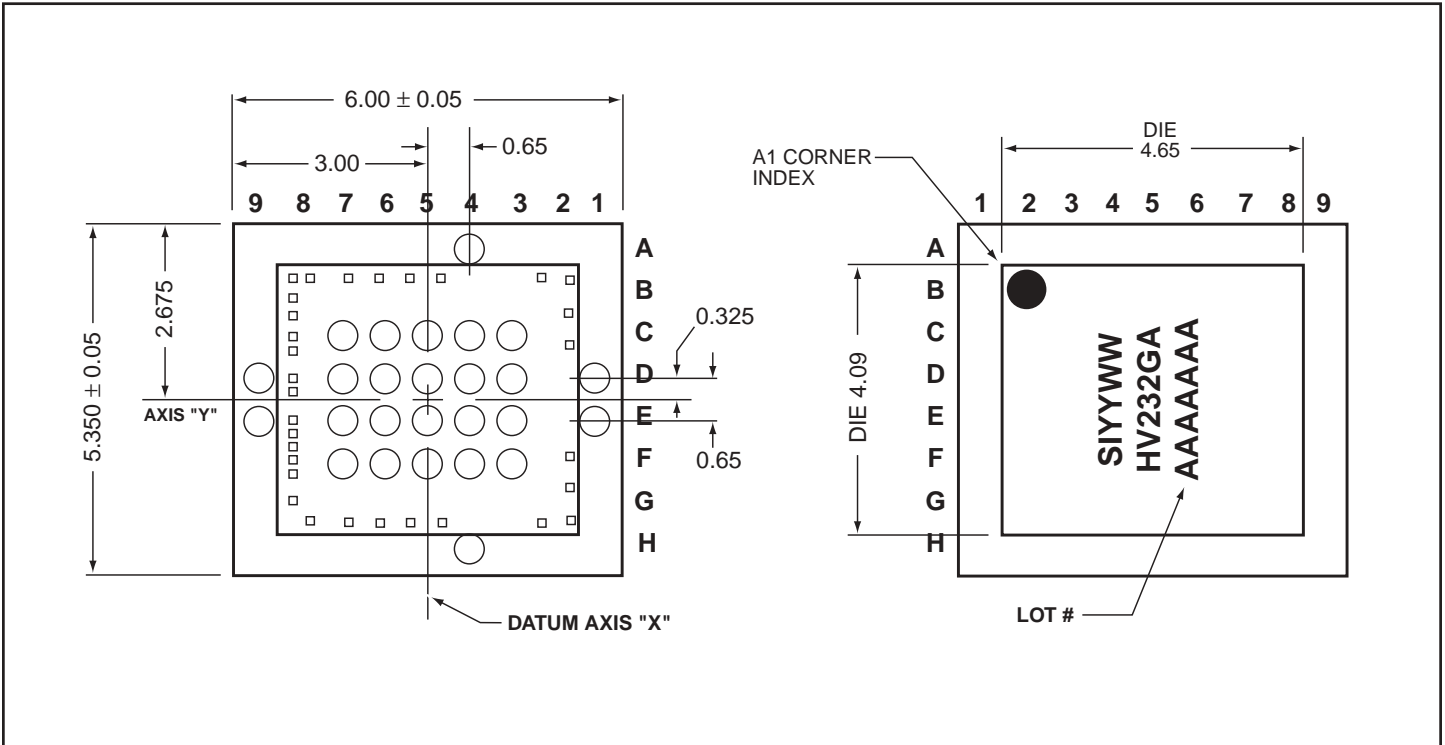 6.00 ± 0.05
3.00
0.65
9 8 7 6 5 4 3 2 1
A
B
C
D
E
F
G
H
2.675
5.350 ± 0.05
AXIS "Y"
0.325
0.65
DATUM AXIS "X"
A1 CORNER
INDEX
DIE
4.65
1 2 3 4 5 6 7 8 9
A
B
C
D
E
F
G
H
DIE 4.09
SIYYWW
HV232GA
AAAAAAA
LOT #